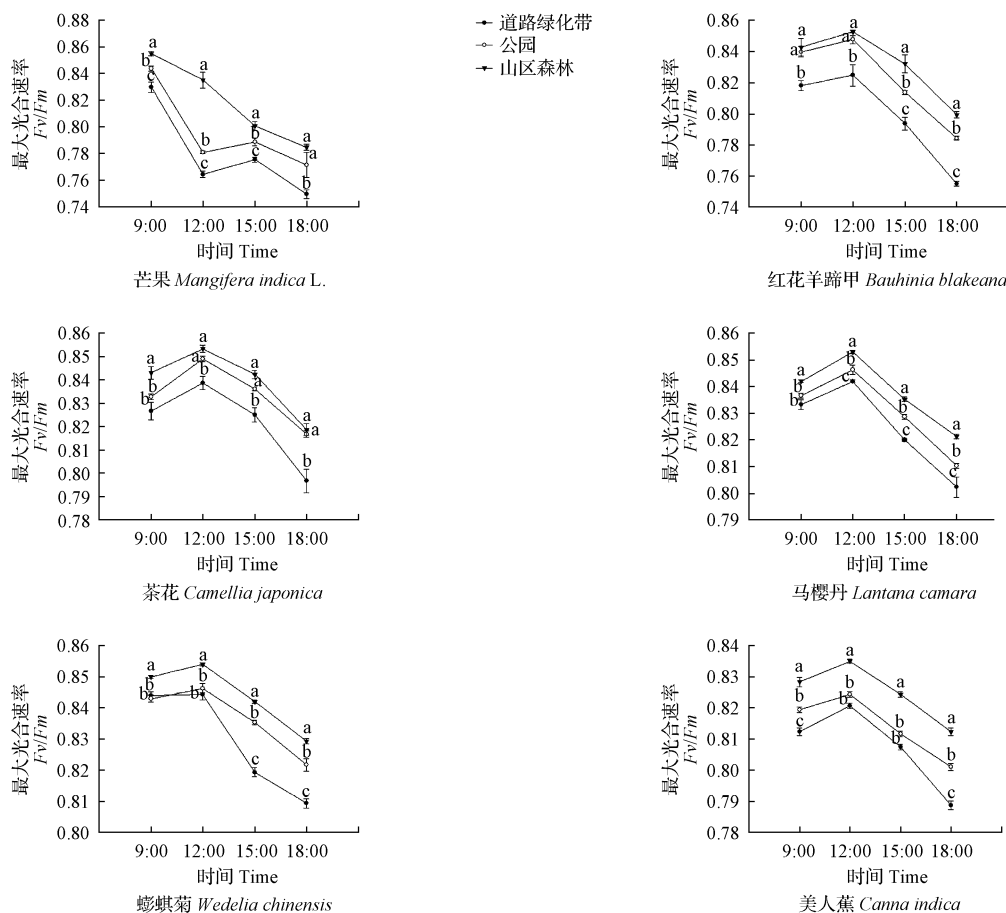 道路绿化带
公园
山区森林
最大光合速率
Fv/Fm
0.88
0.86
0.84
0.82
0.80
0.78
0.76
0.74
a
b
c
a
b
c
a
b
c
a
a
b
9:00 12:00 15:00 18:00
时间 Time
芒果 Mangifera indica L.
最大光合速率
Fv/Fm
0.86
0.84
0.82
0.80
0.78
0.76
0.74
a
a
b
a
b
a
b
c
a
b
c
9:00 12:00 15:00 18:00
时间 Time
红花羊蹄甲 Bauhinia blakeana
最大光合速率
Fv/Fm
0.86
0.85
0.84
0.83
0.82
0.81
0.80
0.79
0.78
a
b
b
a
a
b
a
a
b
a
a
b
9:00 12:00 15:00 18:00
时间 Time
茶花 Camellia japonica
最大光合速率
Fv/Fm
0.86
0.85
0.84
0.83
0.82
0.81
0.80
0.79
a
b
b
a
b
c
a
b
c
a
b
c
9:00 12:00 15:00 18:00
时间 Time
马樱丹 Lantana camara
最大光合速率
Fv/Fm
0.86
0.85
0.84
0.83
0.82
0.81
0.80
a
b
b
a
b
b
a
b
c
a
b
c
9:00 12:00 15:00 18:00
时间 Time
蟛蜞菊 Wedelia chinensis
最大光合速率
Fv/Fm
0.84
0.83
0.82
0.81
0.80
0.79
0.78
a
b
c
a
b
b
a
b
b
a
b
c
9:00 12:00 15:00 18:00
时间 Time
美人蕉 Canna indica